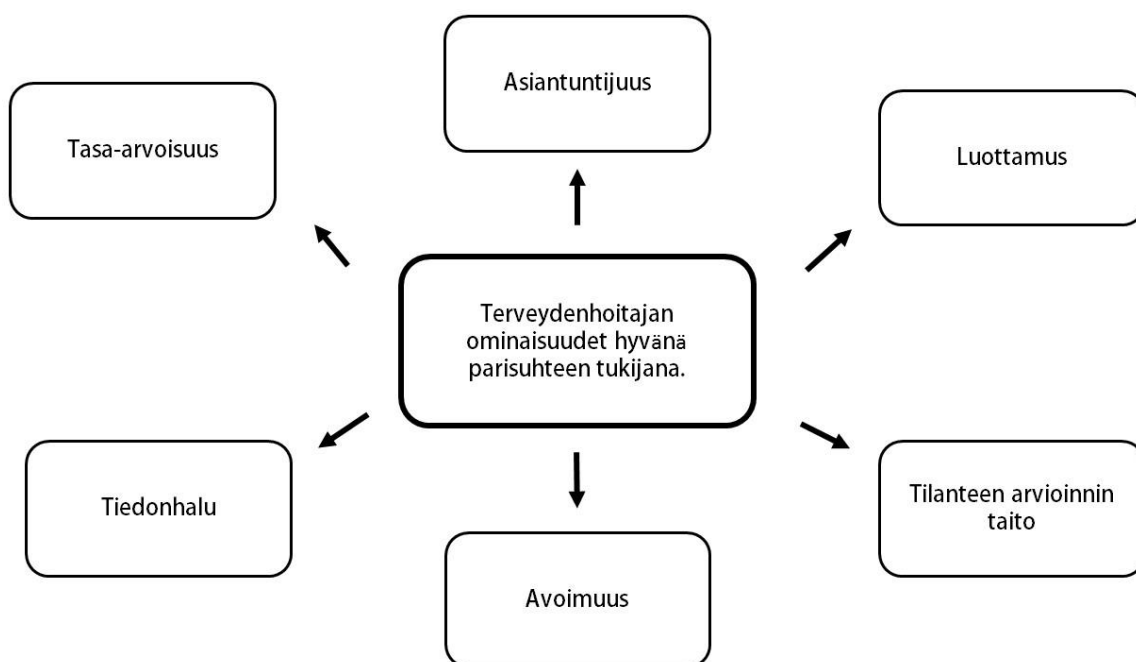 Asiantuntijuus
Tasa-arvoisuus
Luottamus
Terveydenhoitajan
ominaisuudet hyvänä
parisuhteen tukijana.
Tiedonhalu
Tilanteen arvioinnin
taito
Avoimuus